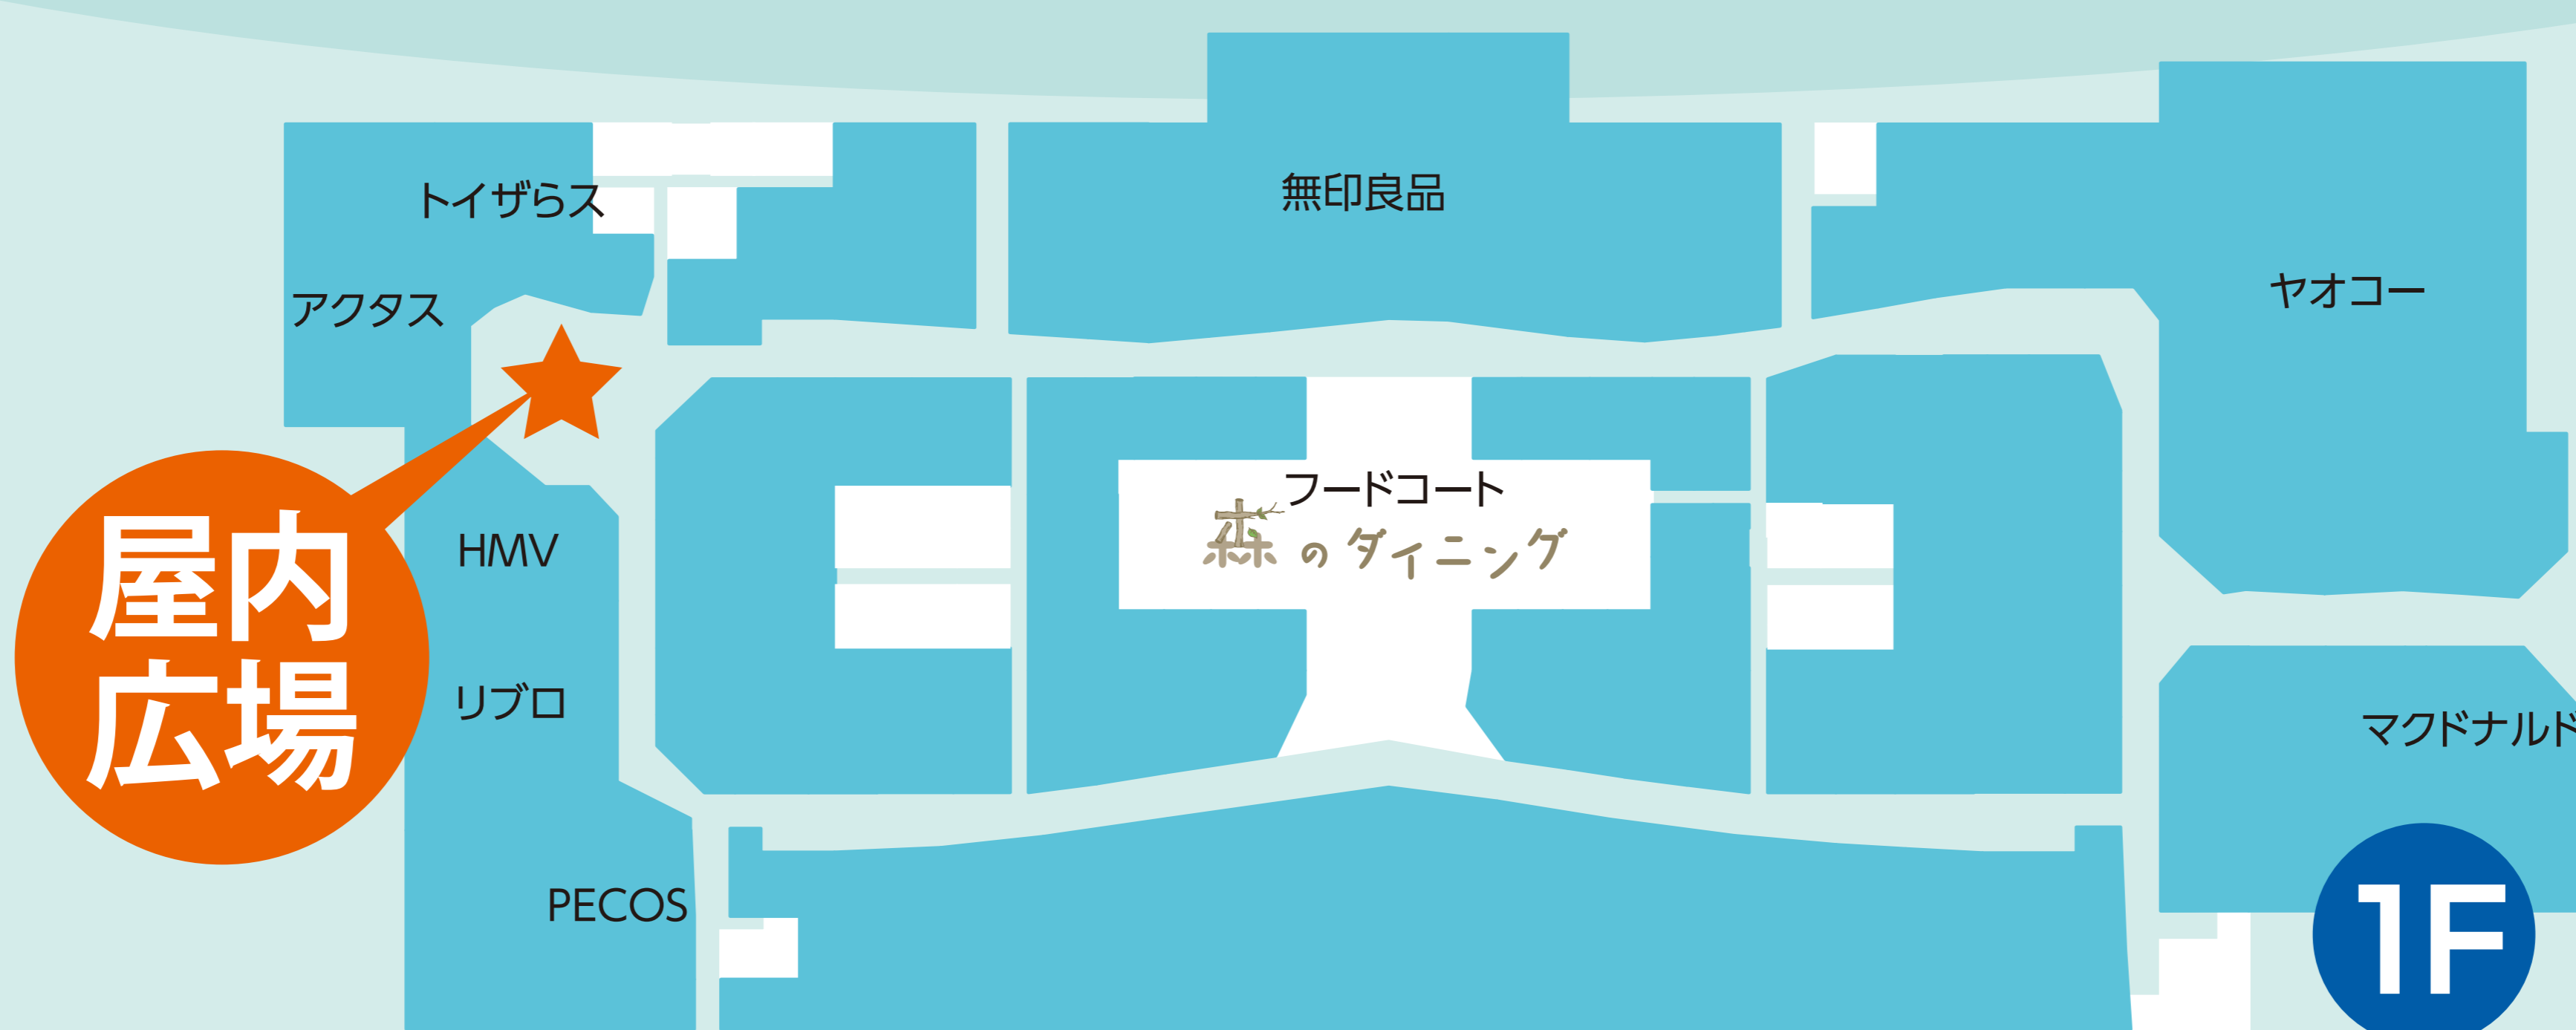 トイザらス
無印良品
アクタス
ヤオコー
フードコート
森のダイニング
屋内
広場
HMV
リブロ
マクドナルド
PECOS
1F